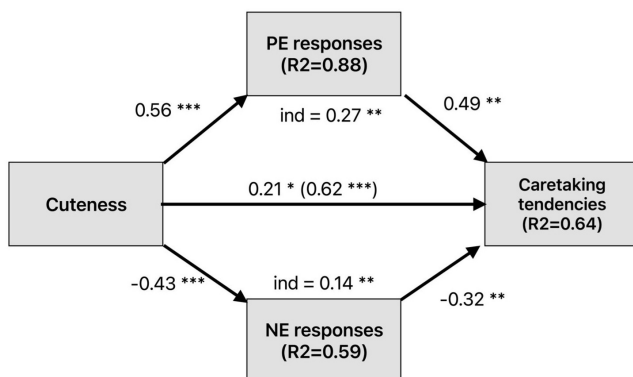 PE responses
(R2=0.88)
0.56 ***
ind = 0.27 **
0.49 **
Cuteness
0.21 * (0.62 ***)
Caretaking
tendencies
(R2=0.64)
-0.43 ***
ind = 0.14 **
-0.32 **
NE responses
(R2=0.59)